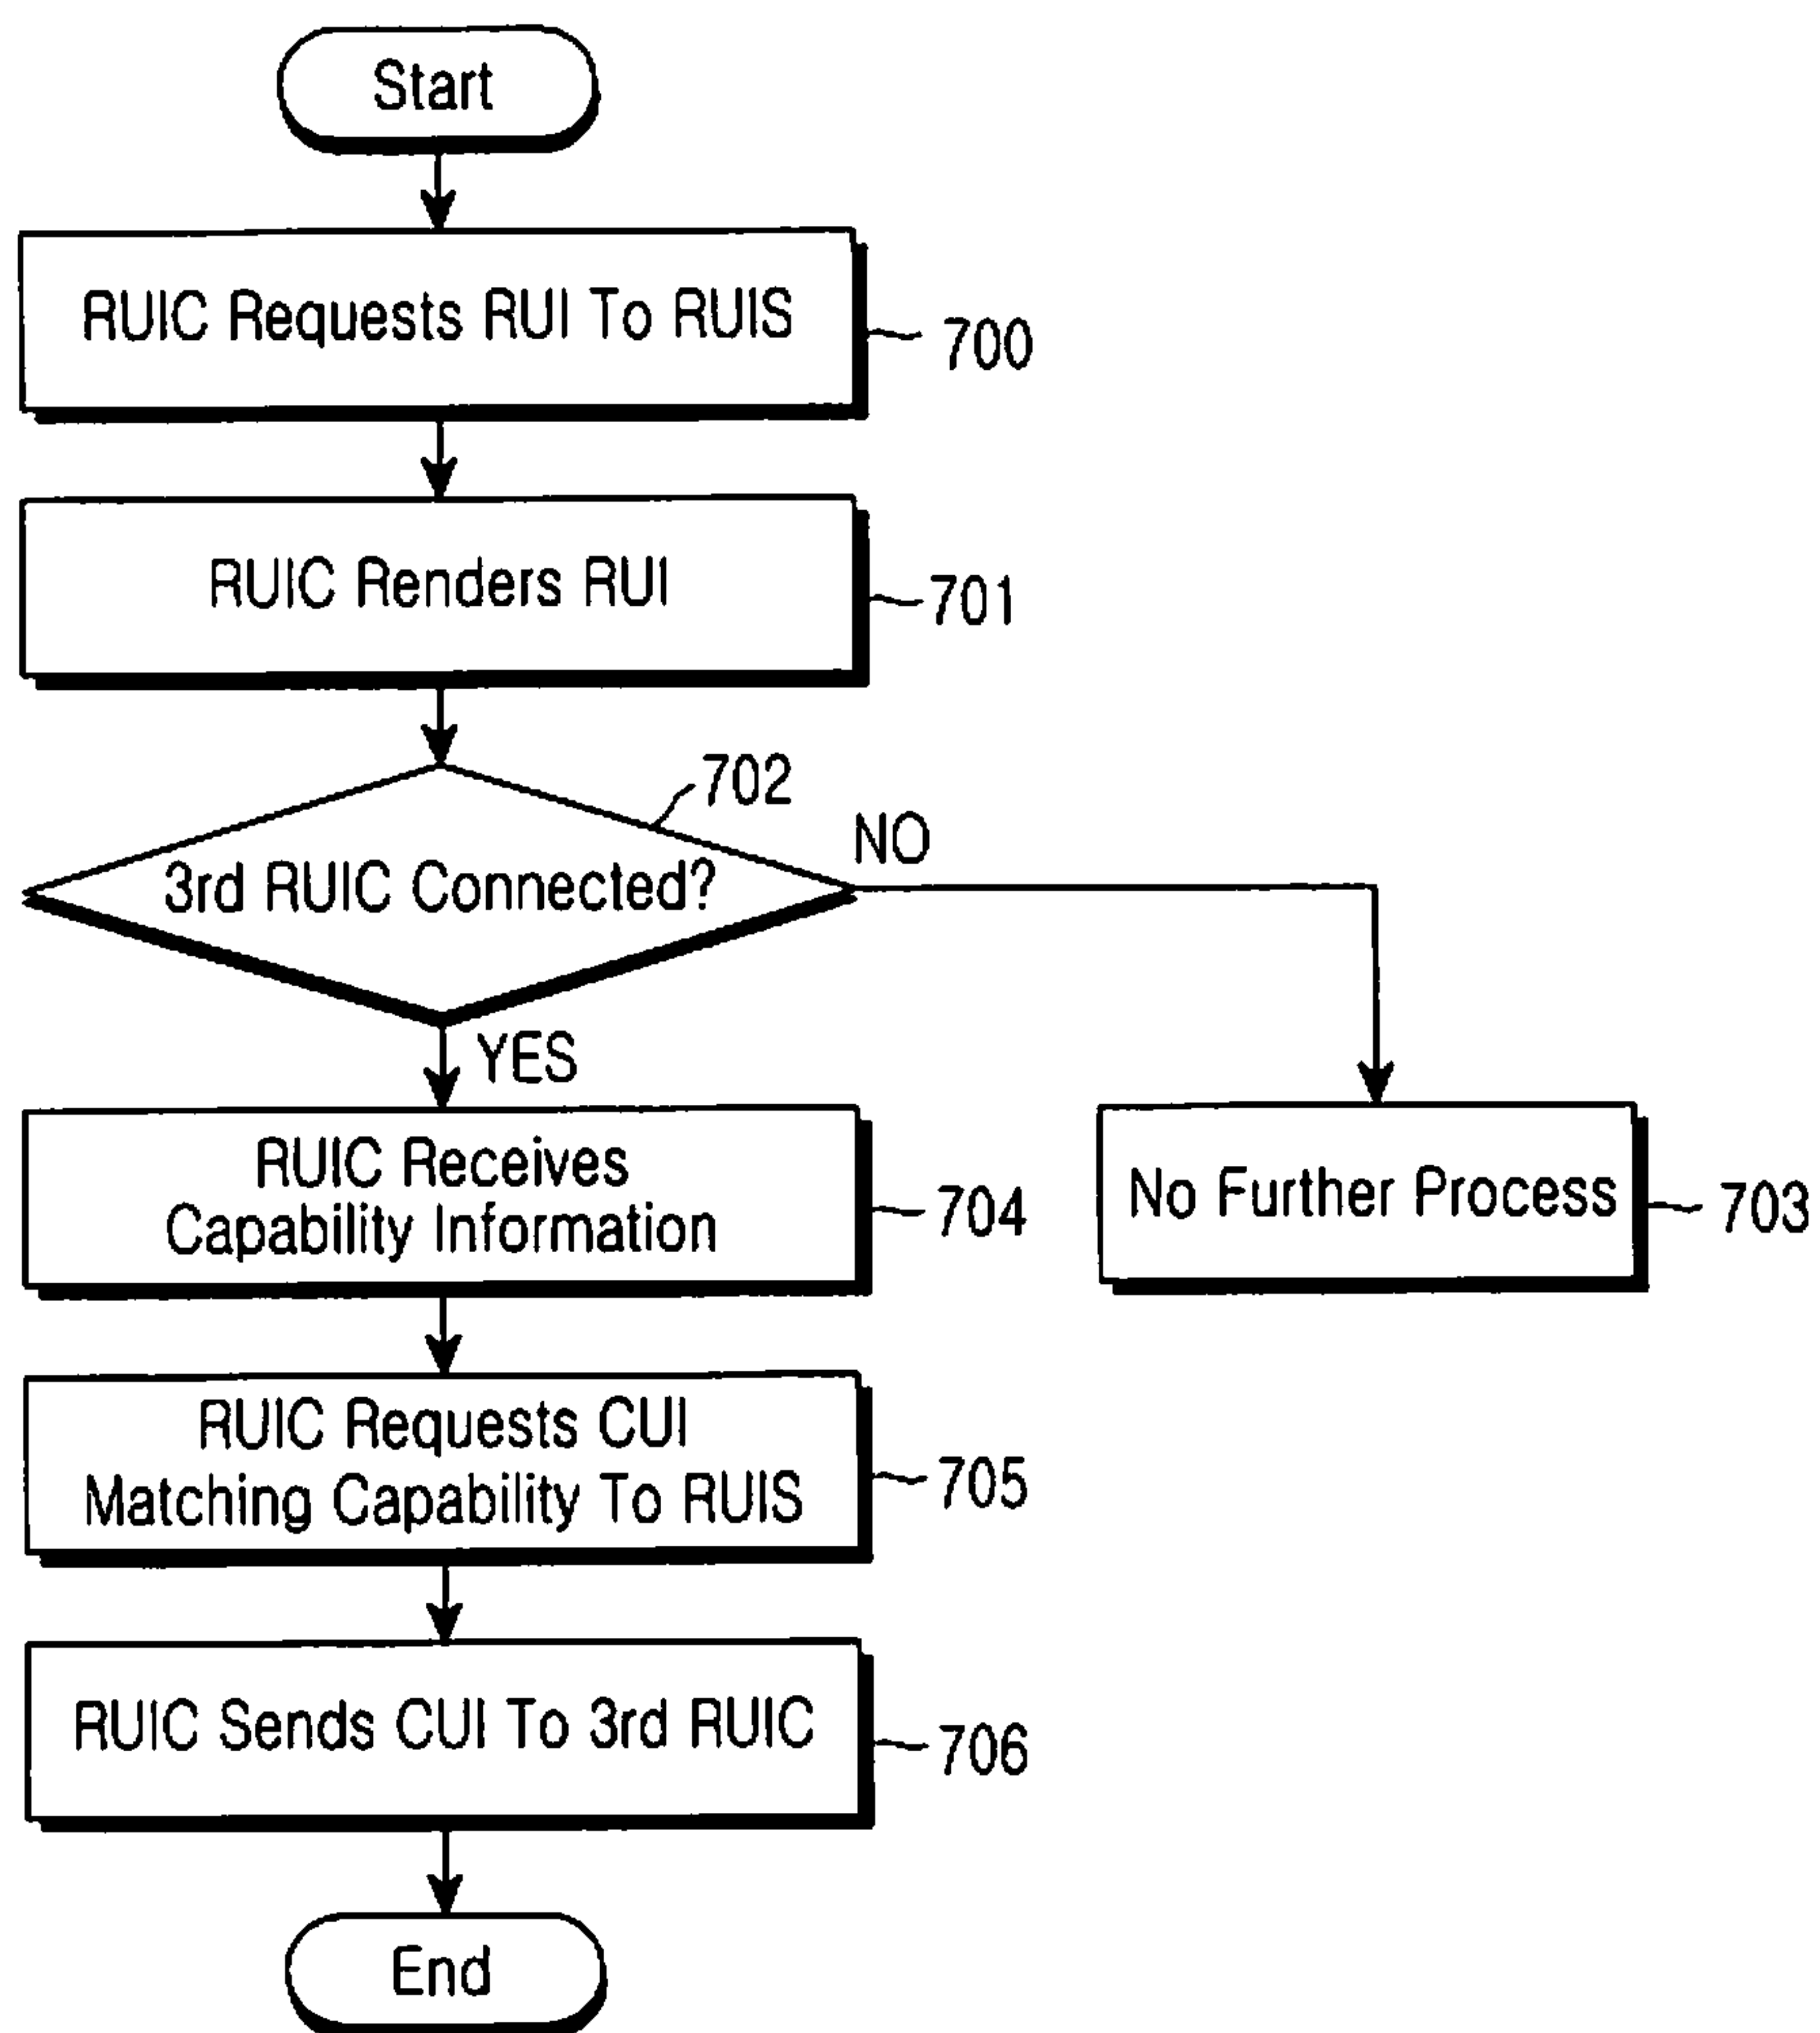 Start
RUIC Requests RUI To RUIS
700
RUIC Renders RUI
701
702
3rd RUIC Connected?
NO
YES
RUIC Receives
Capability Information
704
No Further Process
703
RUIC Requests CUI
Matching Capability To RUIS
705
RUIC Sends CUI To 3rd RUIC
706
End